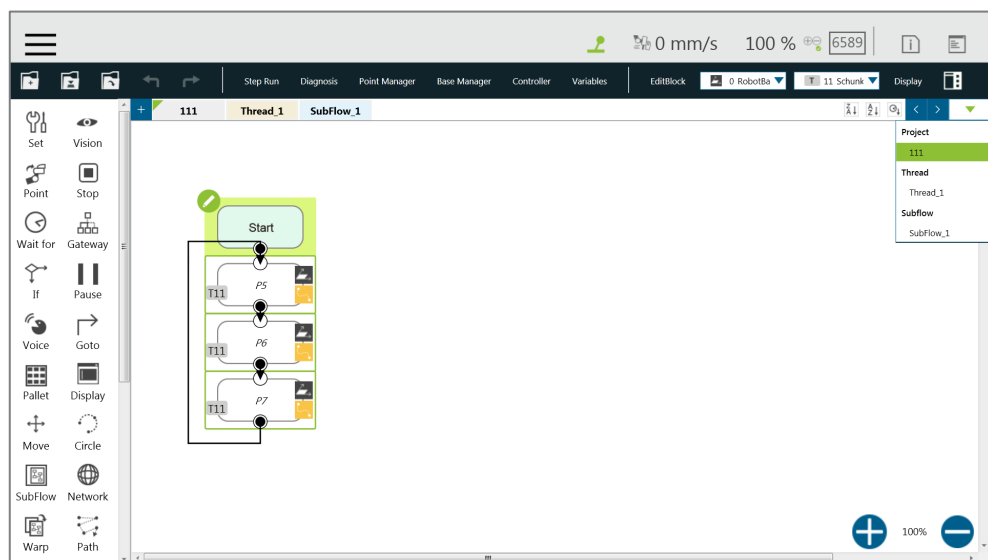 0 mm/s 100 % 6589
Step Run Diagnosis Point Manager Base Manager Controller Variables EditBlock 0 RobotBa T 11 Schunk Display
111 Thread_1 SubFlow_1
Project
111
Thread
Thread_1
Subflow
SubFlow_1
Set Vision
Point Stop
Wait for Gateway
If Pause
Voice Goto
Pallet Display
Move Circle
SubFlow Network
Warp Path
Start
P5
T11
P6
T11
P7
T11
100%